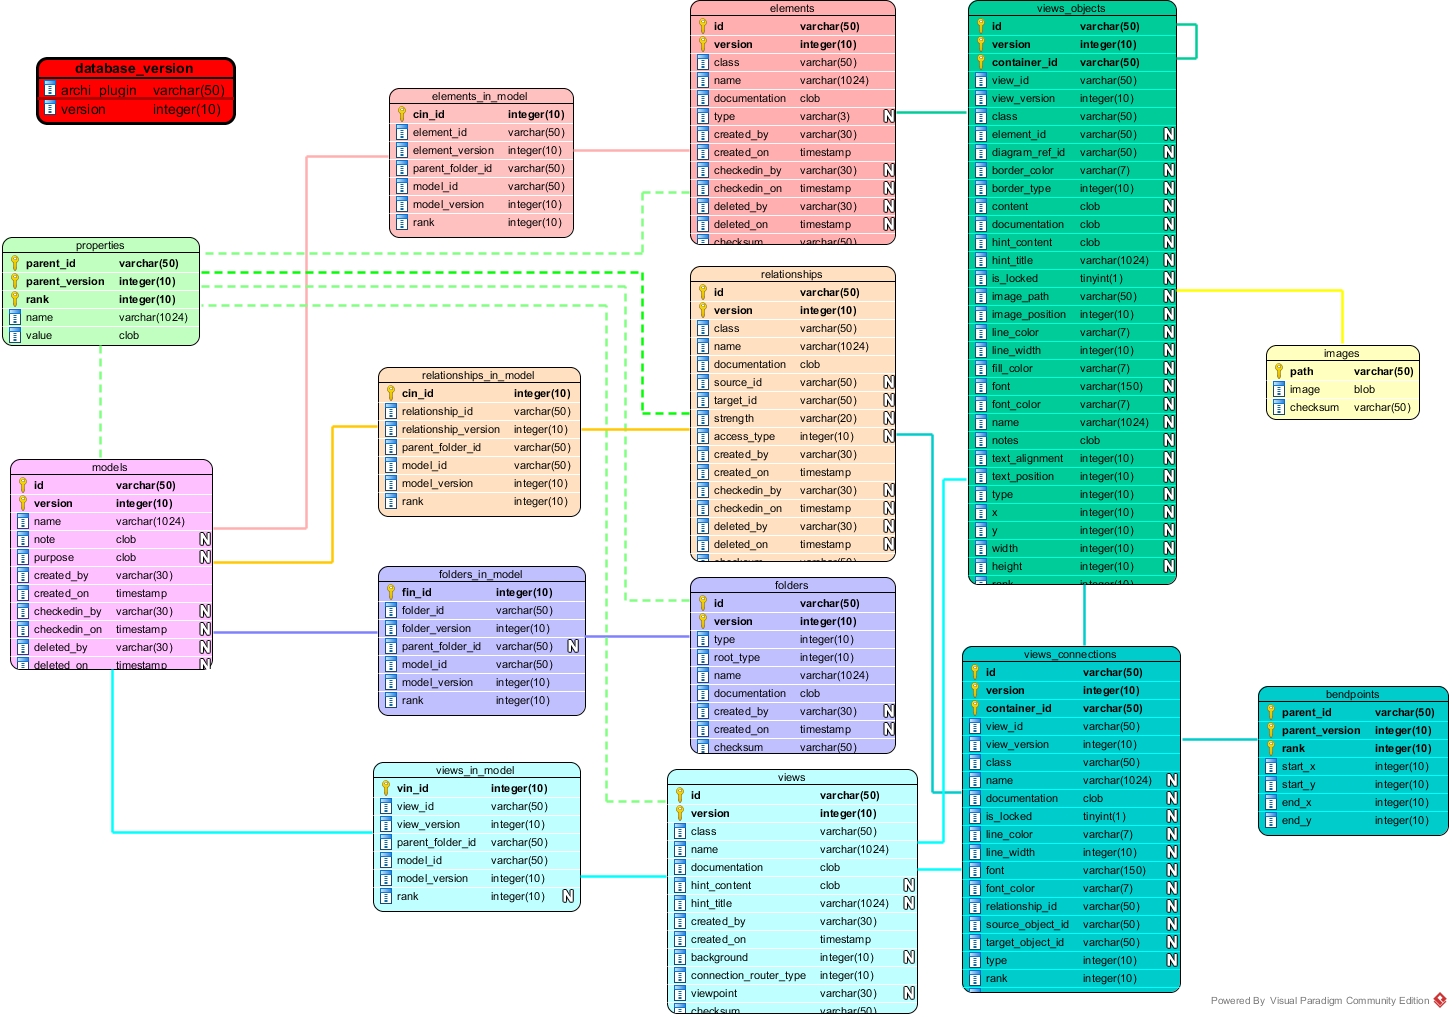 database_version
archi_plugin varchar(50)
version integer(10)
elements_in_model
cin_id integer(10)
element_id varchar(50)
element_version integer(10)
parent_folder_id varchar(50)
model_id varchar(50)
model_version integer(10)
rank integer(10)
elements
id varchar(50)
version integer(10)
class varchar(50)
name varchar(1024)
documentation clob
type varchar(3) N
created_by varchar(30)
created_on timestamp
checkedin_by varchar(30) N
checkedin_on timestamp N
deleted_by varchar(30) N
deleted_on timestamp N
checksum varchar(50)
views_objects
id varchar(50)
version integer(10)
container_id varchar(50)
view_id varchar(50)
view_version integer(10)
class varchar(50)
element_id varchar(50) N
diagram_ref_id varchar(50) N
border_color varchar(7) N
border_type integer(10) N
content clob N
documentation clob N
hint_content clob N
hint_title varchar(1024) N
is_locked tinyint(1) N
image_path varchar(50) N
image_position integer(10) N
line_color varchar(7) N
line_width integer(10) N
fill_color varchar(7) N
font varchar(150) N
font_color varchar(7) N
name varchar(1024) N
notes clob N
text_alignment integer(10) N
text_position integer(10) N
type integer(10) N
x integer(10) N
y integer(10) N
width integer(10) N
height integer(10) N
rank integer(10)
properties
parent_id varchar(50)
parent_version integer(10)
rank integer(10)
name varchar(1024)
value clob
relationships
id varchar(50)
version integer(10)
class varchar(50)
name varchar(1024)
documentation clob
source_id varchar(50) N
target_id varchar(50) N
strength varchar(20) N
access_type integer(10) N
created_by varchar(30)
created_on timestamp
checkedin_by varchar(30) N
checkedin_on timestamp N
deleted_by varchar(30) N
deleted_on timestamp N
checksum varchar(50)
images
path varchar(50)
image blob
checksum varchar(50)
relationships_in_model
cin_id integer(10)
relationship_id varchar(50)
relationship_version integer(10)
parent_folder_id varchar(50)
model_id varchar(50)
model_version integer(10)
rank integer(10)
models
id varchar(50)
version integer(10)
name varchar(1024)
note clob N
purpose clob N
created_by varchar(30)
created_on timestamp
checkedin_by varchar(30) N
checkedin_on timestamp N
deleted_by varchar(30) N
deleted_on timestamp N
folders_in_model
fin_id integer(10)
folder_id varchar(50)
folder_version integer(10)
parent_folder_id varchar(50) N
model_id varchar(50)
model_version integer(10)
rank integer(10)
folders
id varchar(50)
version integer(10)
type integer(10)
root_type integer(10)
name varchar(1024)
documentation clob
created_by varchar(30) N
created_on timestamp N
checksum varchar(50)
views_connections
id varchar(50)
version integer(10)
container_id varchar(50)
view_id varchar(50)
view_version integer(10)
class varchar(50)
name varchar(1024) N
documentation clob N
is_locked tinyint(1) N
line_color varchar(7) N
line_width integer(10) N
font varchar(150) N
font_color varchar(7) N
relationship_id varchar(50) N
source_object_id varchar(50) N
target_object_id varchar(50) N
type integer(10) N
rank integer(10)
bendpoints
parent_id varchar(50)
parent_version integer(10)
rank integer(10)
start_x integer(10)
start_y integer(10)
end_x integer(10)
end_y integer(10)
views_in_model
vin_id integer(10)
view_id varchar(50)
view_version integer(10)
parent_folder_id varchar(50)
model_id varchar(50)
model_version integer(10)
rank integer(10) N
views
id varchar(50)
version integer(10)
class varchar(50)
name varchar(1024)
documentation clob
hint_content clob N
hint_title varchar(1024) N
created_by varchar(30)
created_on timestamp
background integer(10) N
connection_router_type integer(10)
viewpoint varchar(30) N
checksum varchar(50)
Powered By Visual Paradigm Community Edition